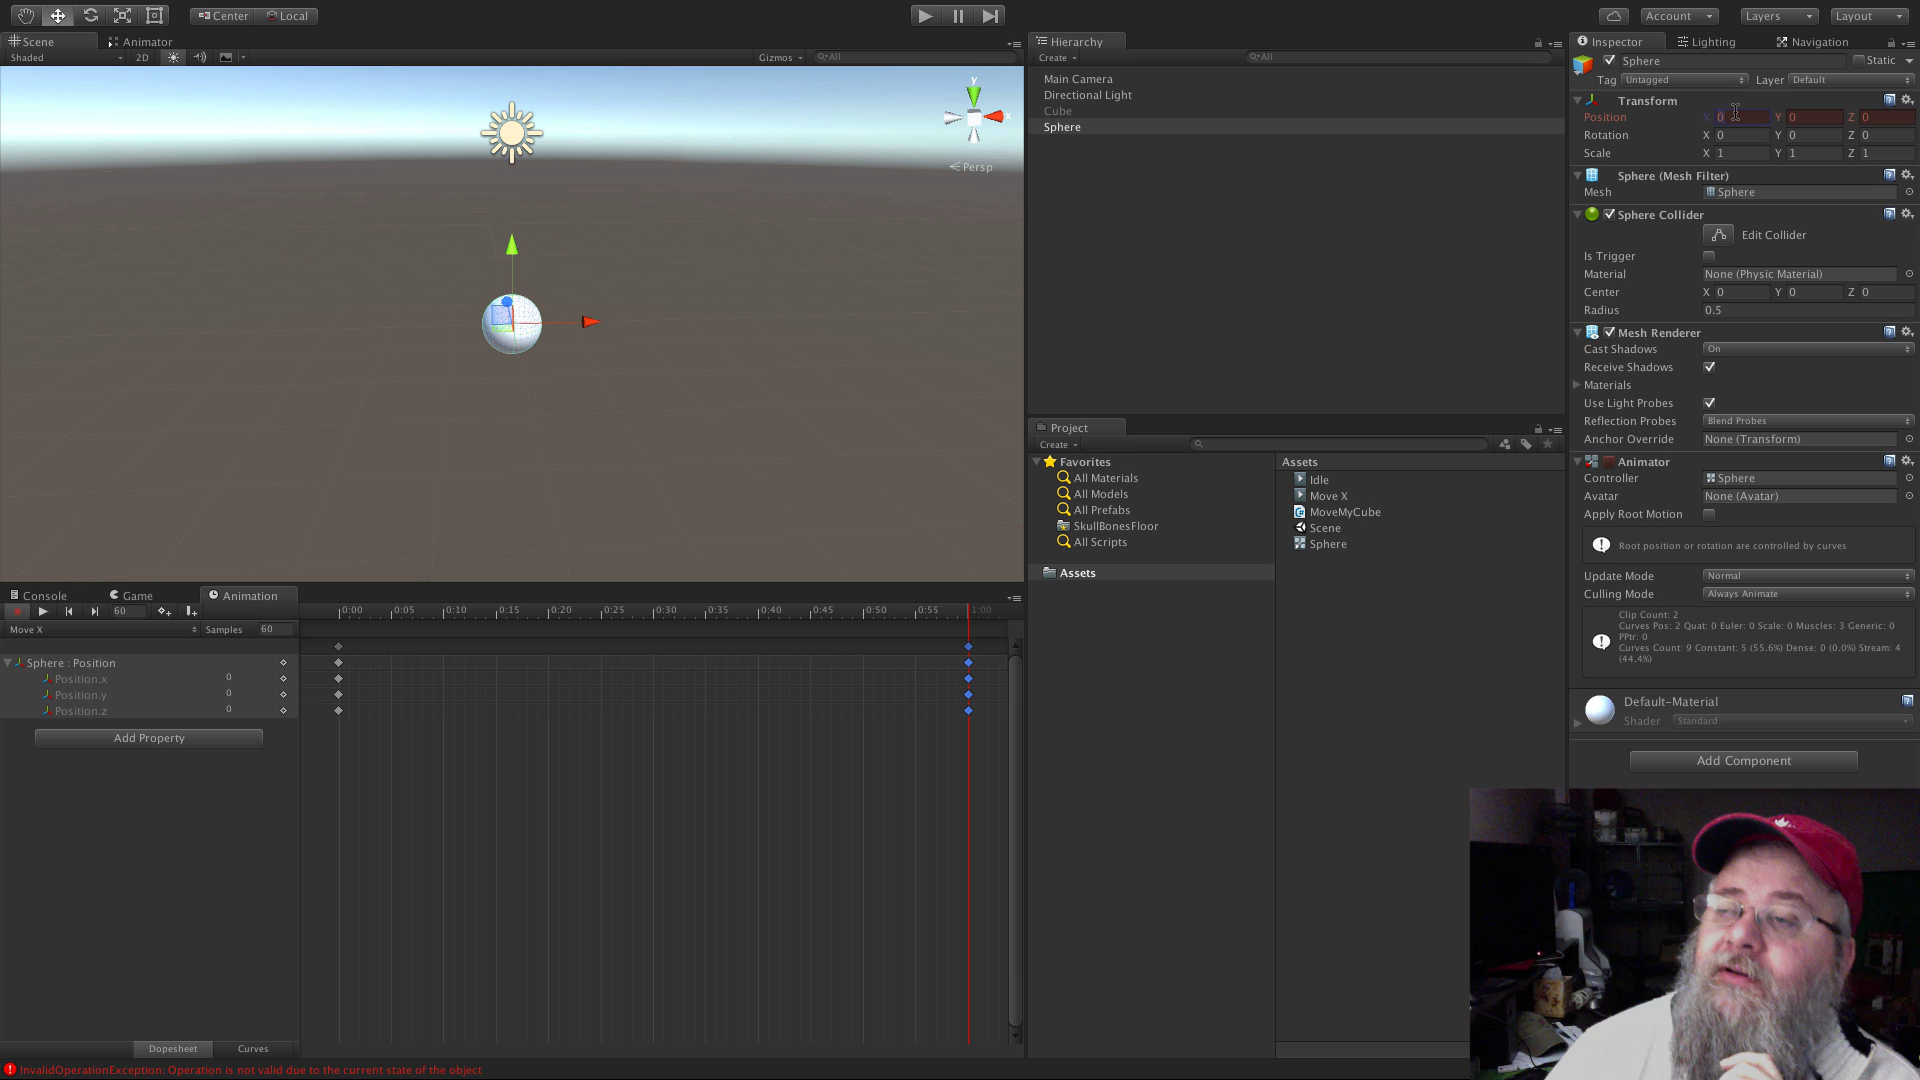 Center Local
Account Layers Layout
Scene Animator
Shaded 2D Gizmos All
y
x
Persp
Hierarchy
Create All
Main Camera
Directional Light
Cube
Sphere
Project
Create
Favorites
All Materials
All Models
All Prefabs
SkullBonesFloor
All Scripts
Assets
Assets
Idle
Move X
MoveMyCube
Scene
Sphere
Inspector Lighting Navigation
Sphere Static
Tag Untagged Layer Default
Transform
Position X 0 Y 0 Z 0
Rotation X 0 Y 0 Z 0
Scale X 1 Y 1 Z 1
Sphere (Mesh Filter)
Mesh Sphere
Sphere Collider
Edit Collider
Is Trigger
Material None (Physic Material)
Center X 0 Y 0 Z 0
Radius 0.5
Mesh Renderer
Cast Shadows On
Receive Shadows
Materials
Use Light Probes
Reflection Probes Blend Probes
Anchor Override None (Transform)
Animator
Controller Sphere
Avatar None (Avatar)
Apply Root Motion
Root position or rotation are controlled by curves
Update Mode Normal
Culling Mode Always Animate
Clip Count: 2
Curves Pos: 2 Quat: 0 Euler: 0 Scale: 0 Muscles: 3 Generic: 0
PPtr: 0
Curves Count: 9 Constant: 5 (55.6%) Dense: 0 (0.0%) Stream: 4
(44.4%)
Default-Material
Shader Standard
Add Component
Console Game Animation
60 0:00 0:05 0:10 0:15 0:20 0:25 0:30 0:35 0:40 0:45 0:50 0:55 1:00
Move X Samples 60
Sphere : Position
Position.x 0
Position.y 0
Position.z 0
Add Property
Dopesheet Curves
InvalidOperationException: Operation is not valid due to the current state of the object